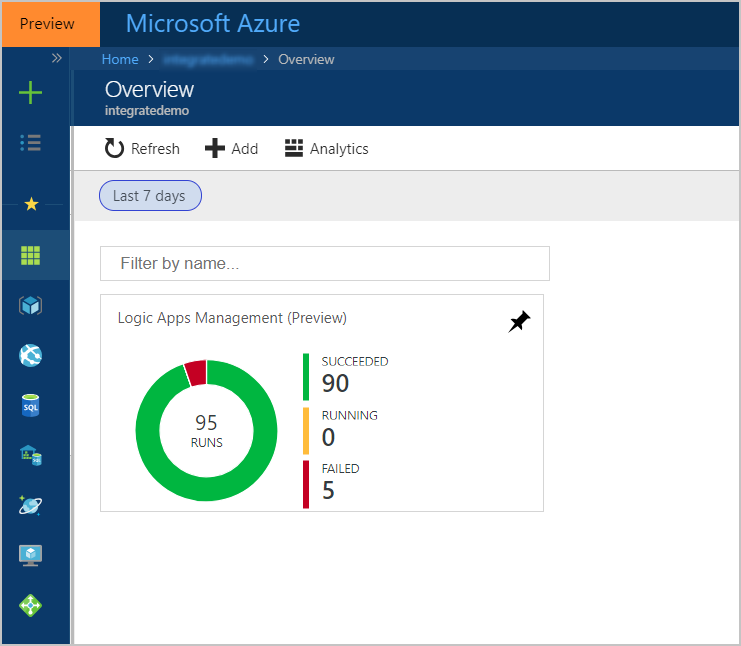 Preview
Microsoft Azure
Home > integratedemo > Overview
Overview
integratedemo
Refresh Add Analytics
Last 7 days
Filter by name...
Logic Apps Management (Preview)
95
RUNS
SUCCEEDED
90
RUNNING
0
FAILED
5
SQL